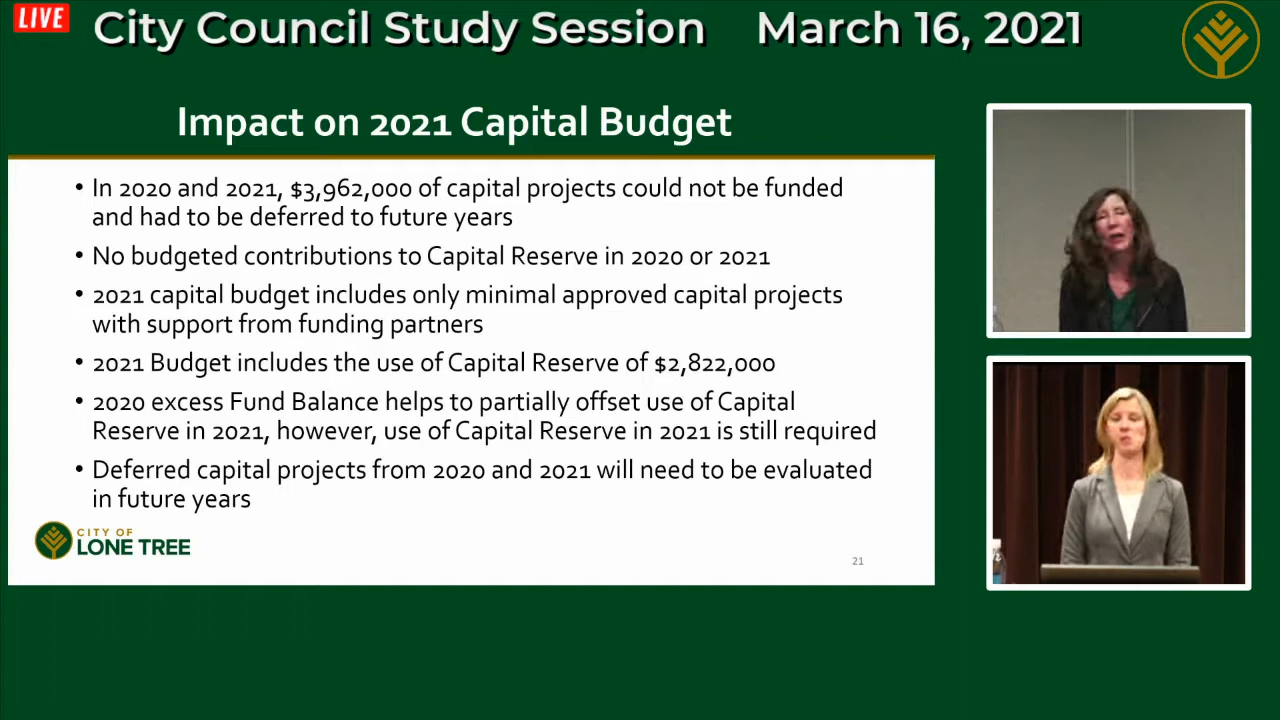 LIVE
City Council Study Session March 16, 2021
Impact on 2021 Capital Budget
• In 2020 and 2021, $3,962,000 of capital projects could not be funded
and had to be deferred to future years
• No budgeted contributions to Capital Reserve in 2020 or 2021
• 2021 capital budget includes only minimal approved capital projects
with support from funding partners
• 2021 Budget includes the use of Capital Reserve of $2,822,000
• 2020 excess Fund Balance helps to partially offset use of Capital
Reserve in 2021, however, use of Capital Reserve in 2021 is still required
• Deferred capital projects from 2020 and 2021 will need to be evaluated
in future years
CITY OF
LONE TREE
21